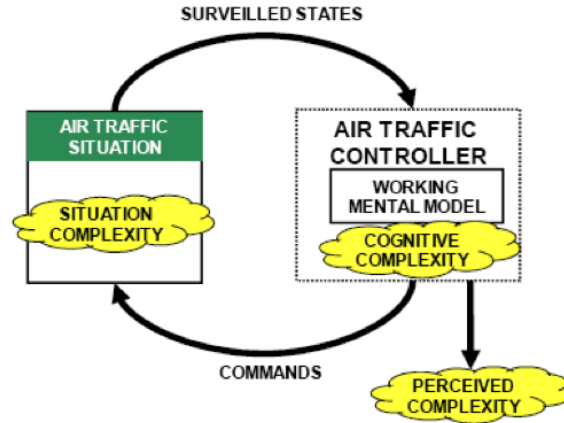 SURVEILLED STATES
AIR TRAFFIC
SITUATION
SITUATION
COMPLEXITY
AIR TRAFFIC
CONTROLLER
WORKING
MENTAL MODEL
COGNITIVE
COMPLEXITY
COMMANDS
PERCEIVED
COMPLEXITY